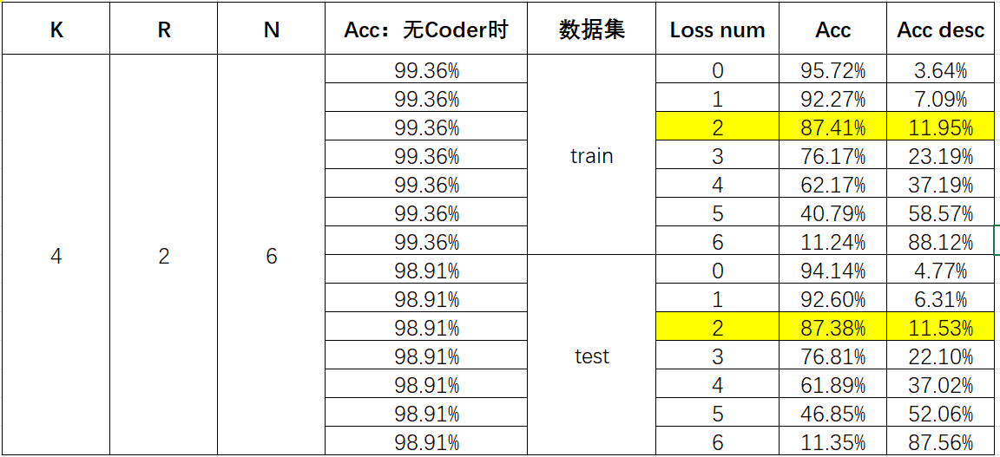 K R N Acc：无Coder时 数据集 Loss num Acc Acc desc
99.36% 0 95.72% 3.64%
99.36% 1 92.27% 7.09%
99.36% 2 87.41% 11.95%
99.36% train 3 76.17% 23.19%
99.36% 4 62.17% 37.19%
99.36% 5 40.79% 58.57%
99.36% 6 11.24% 88.12%
4 2 6
98.91% 0 94.14% 4.77%
98.91% 1 92.60% 6.31%
98.91% 2 87.38% 11.53%
98.91% test 3 76.81% 22.10%
98.91% 4 61.89% 37.02%
98.91% 5 46.85% 52.06%
98.91% 6 11.35% 87.56%